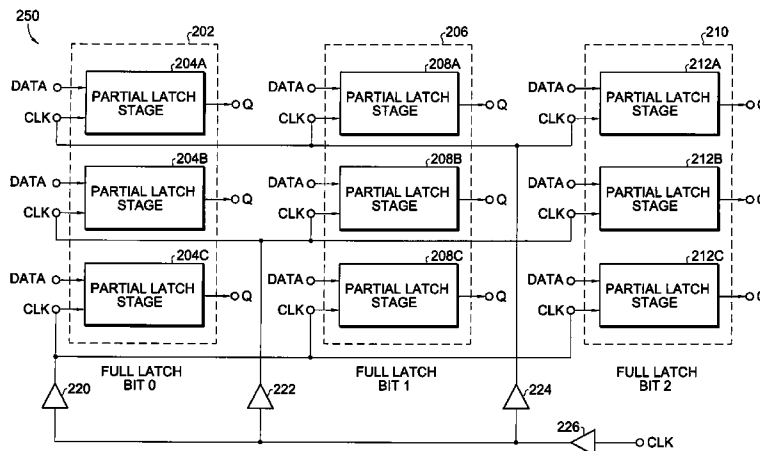 250
202
206
210
204A
208A
212A
DATA
CLK
PARTIAL LATCH
STAGE
Q
DATA
CLK
PARTIAL LATCH
STAGE
Q
DATA
CLK
PARTIAL LATCH
STAGE
204B
208B
212B
DATA
CLK
PARTIAL LATCH
STAGE
Q
DATA
CLK
PARTIAL LATCH
STAGE
Q
DATA
CLK
PARTIAL LATCH
STAGE
204C
208C
212C
DATA
CLK
PARTIAL LATCH
STAGE
Q
DATA
CLK
PARTIAL LATCH
STAGE
Q
DATA
CLK
PARTIAL LATCH
STAGE
FULL LATCH
BIT 0
FULL LATCH
BIT 1
FULL LATCH
BIT 2
220
222
224
226
CLK